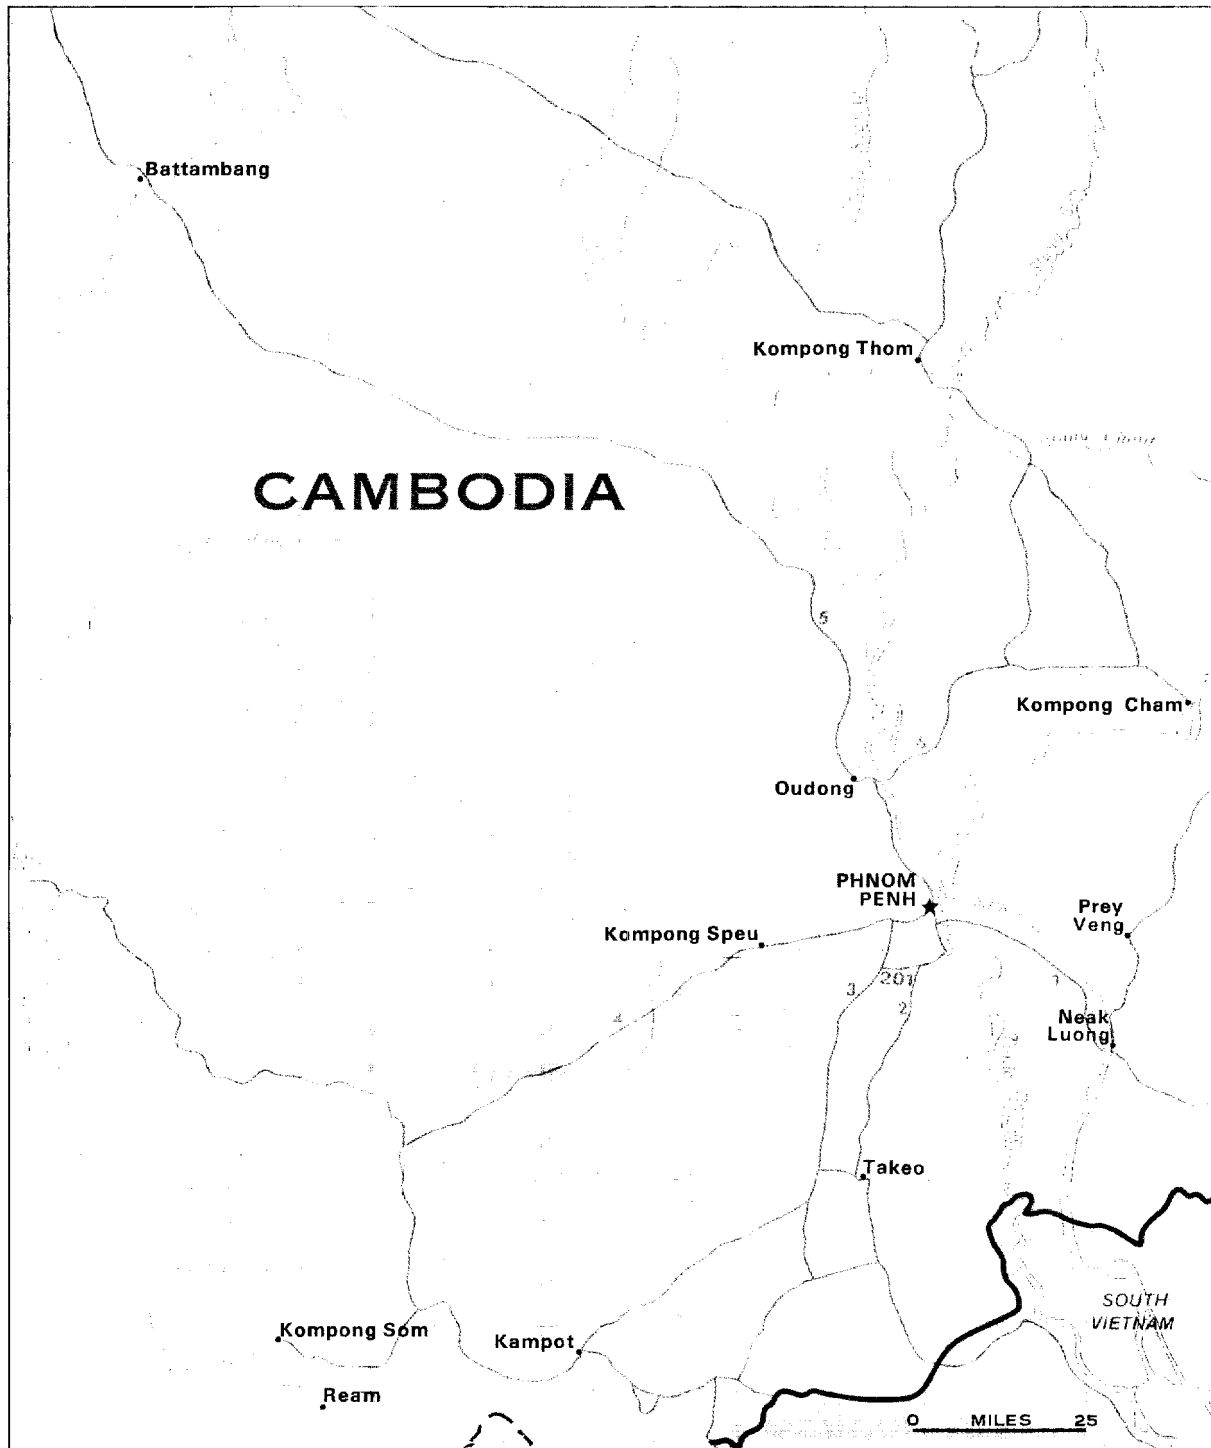 Battambang
Kompong Thom
CAMBODIA
5
Kompong Cham
Oudong
PHNOM
PENH
Prey
Veng
Kompong Speu
201
3
2
1
4
Neak
Luong
Takeo
SOUTH
VIETNAM
Kompong Som
Kampot
Ream
0 MILES 25